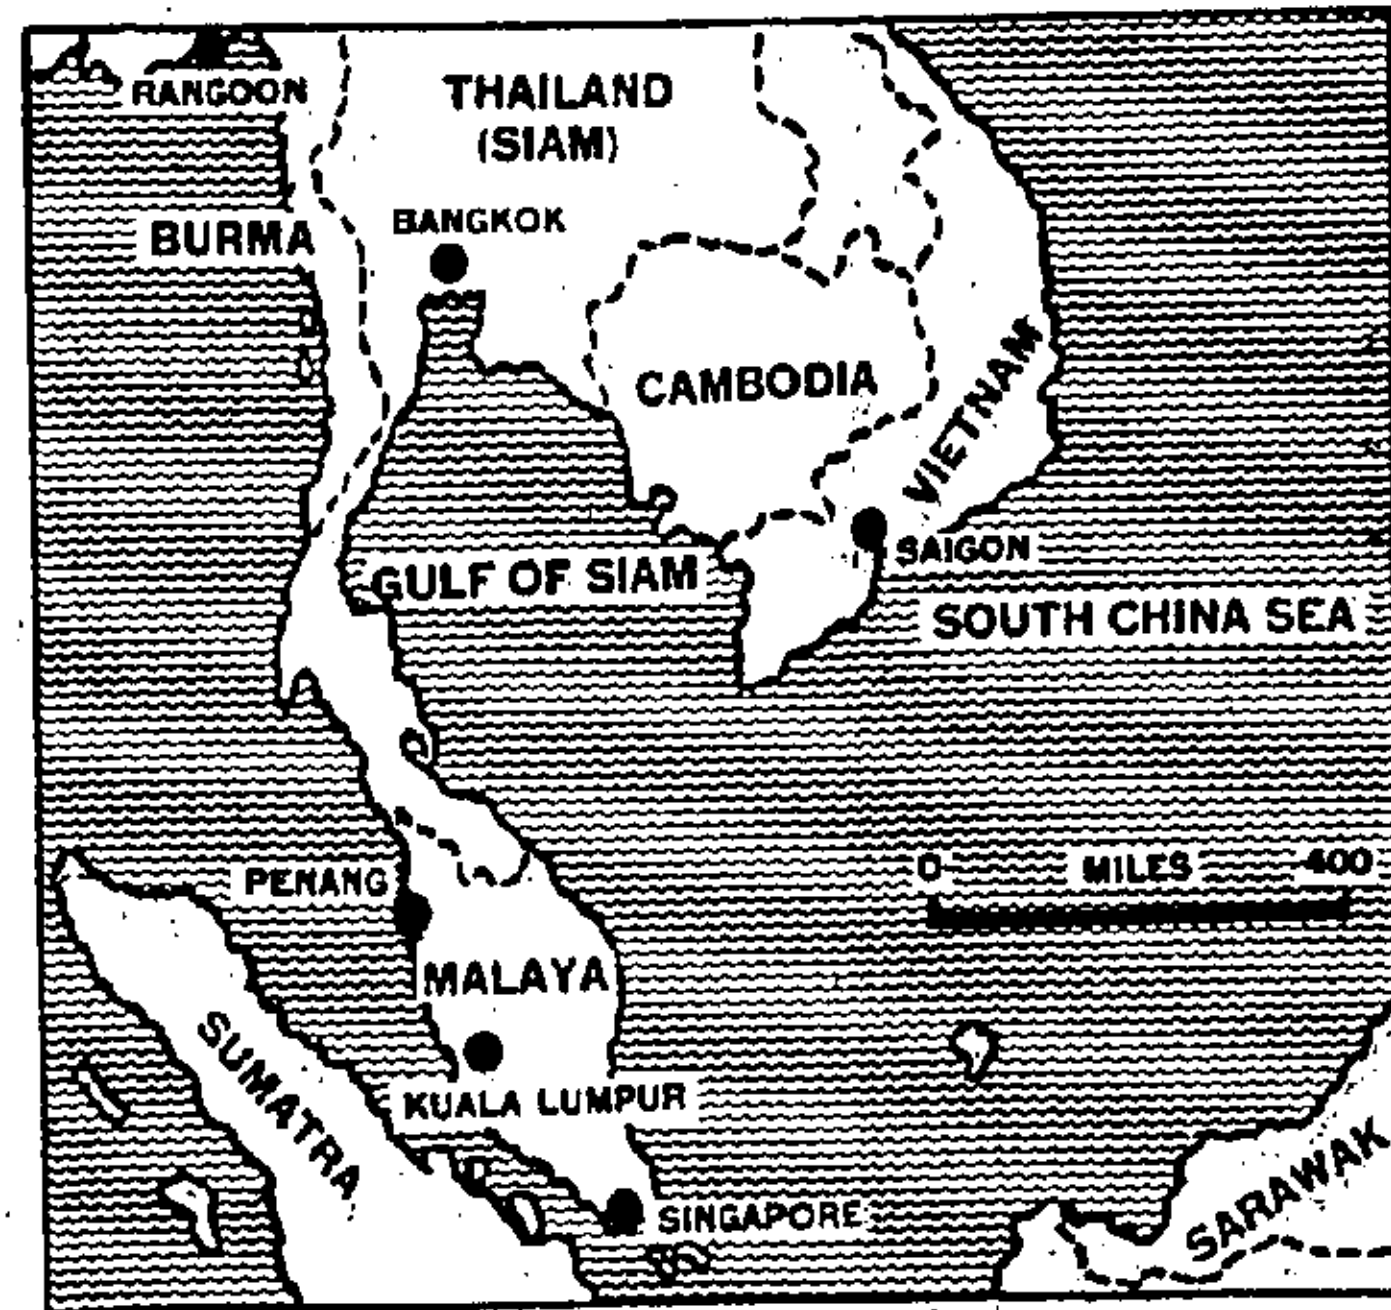 RANGOON
THAILAND
(SIAM)
BURMA
BANGKOK
CAMBODIA
VIETNAM
SAIGON
GULF OF SIAM
SOUTH CHINA SEA
0 MILES 400
PENANG
MALAYA
SUMATRA
KUALA LUMPUR
SINGAPORE
SARAWAK